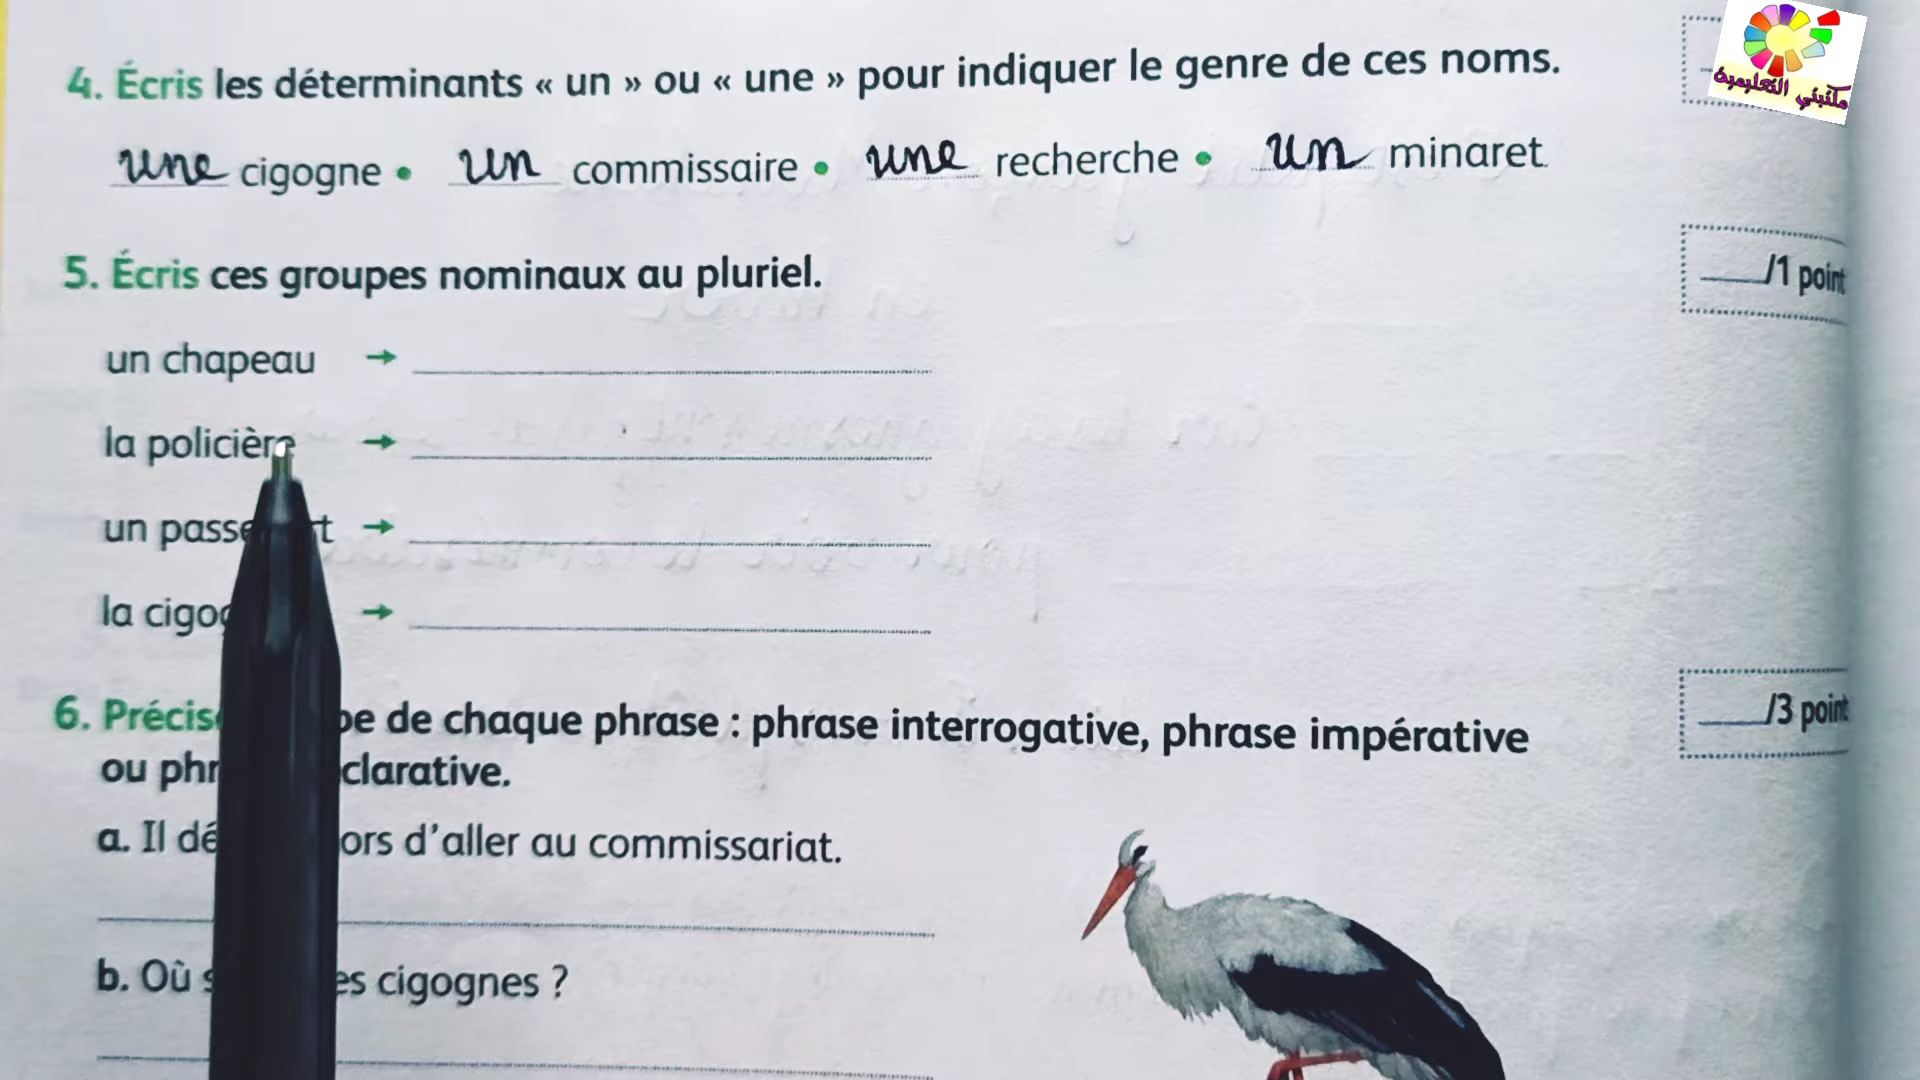 4. Écris les déterminants « un » ou « une » pour indiquer le genre de ces noms.
مكتبتي التعليمية
une cigogne • un commissaire • une recherche • un minaret
5. Écris ces groupes nominaux au pluriel.
/1 point
un chapeau →
la policière →
un passe t →
la cigo →
6. Précis pe de chaque phrase : phrase interrogative, phrase impérative
/3 point
ou phr clarative.
a. Il dé ors d'aller au commissariat.
b. Où s es cigognes ?